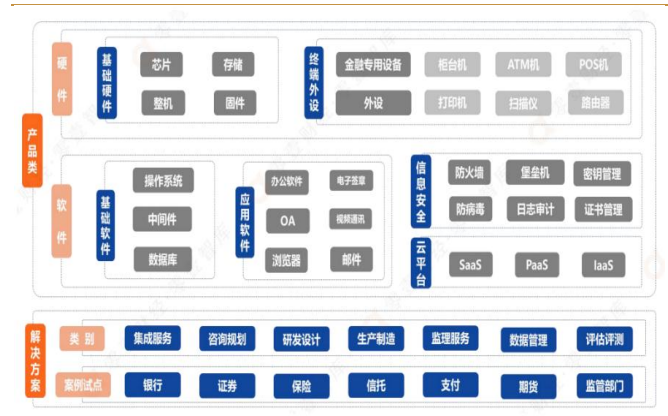 产品类
硬件
基础硬件
芯片
存储
整机
固件
终端外设
金融专用设备
柜台机
ATM机
POS机
外设
打印机
扫描仪
路由器
软件
基础软件
操作系统
中间件
数据库
应用软件
办公软件
电子签章
OA
视频通讯
浏览器
邮件
信息安全
防火墙
堡垒机
密钥管理
防病毒
日志审计
证书管理
云平台
SaaS
PaaS
IaaS
解决方案
类别
集成服务
咨询规划
研发设计
生产制造
监理服务
数据管理
评估评测
案例试点
银行
证券
保险
信托
支付
期货
监管部门